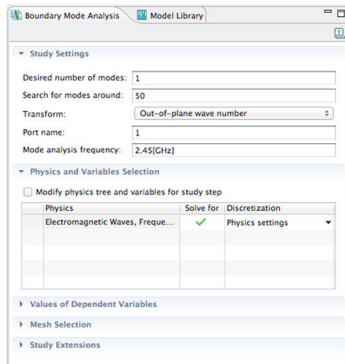 Boundary Mode Analysis
Model Library
Study Settings
Desired number of modes: 1
Search for modes around: 50
Transform: Out-of-plane wave number
Port name: 1
Mode analysis frequency: 2.45[GHz]
Physics and Variables Selection
Modify physics tree and variables for study step
Physics Solve for Discretization
Electromagnetic Waves, Freque... Physics settings
Values of Dependent Variables
Mesh Selection
Study Extensions